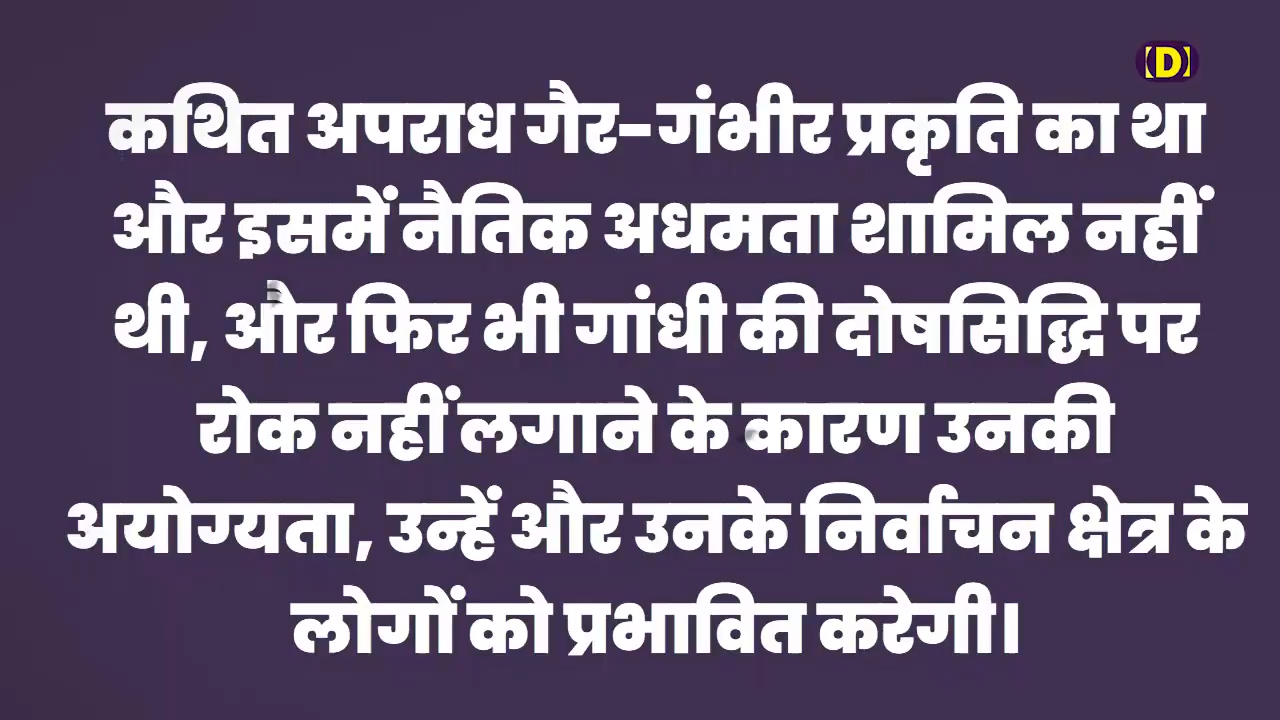 [D]
कथित अपराध गैर-गंभीर प्रकृति का था
और इसमें नैतिक अधमता शामिल नहीं
थी, और फिर भी गांधी की दोषसिद्धि पर
रोक नहीं लगाने के कारण उनकी
अयोग्यता, उन्हें और उनके निर्वाचन क्षेत्र के
लोगों को प्रभावित करेगी।